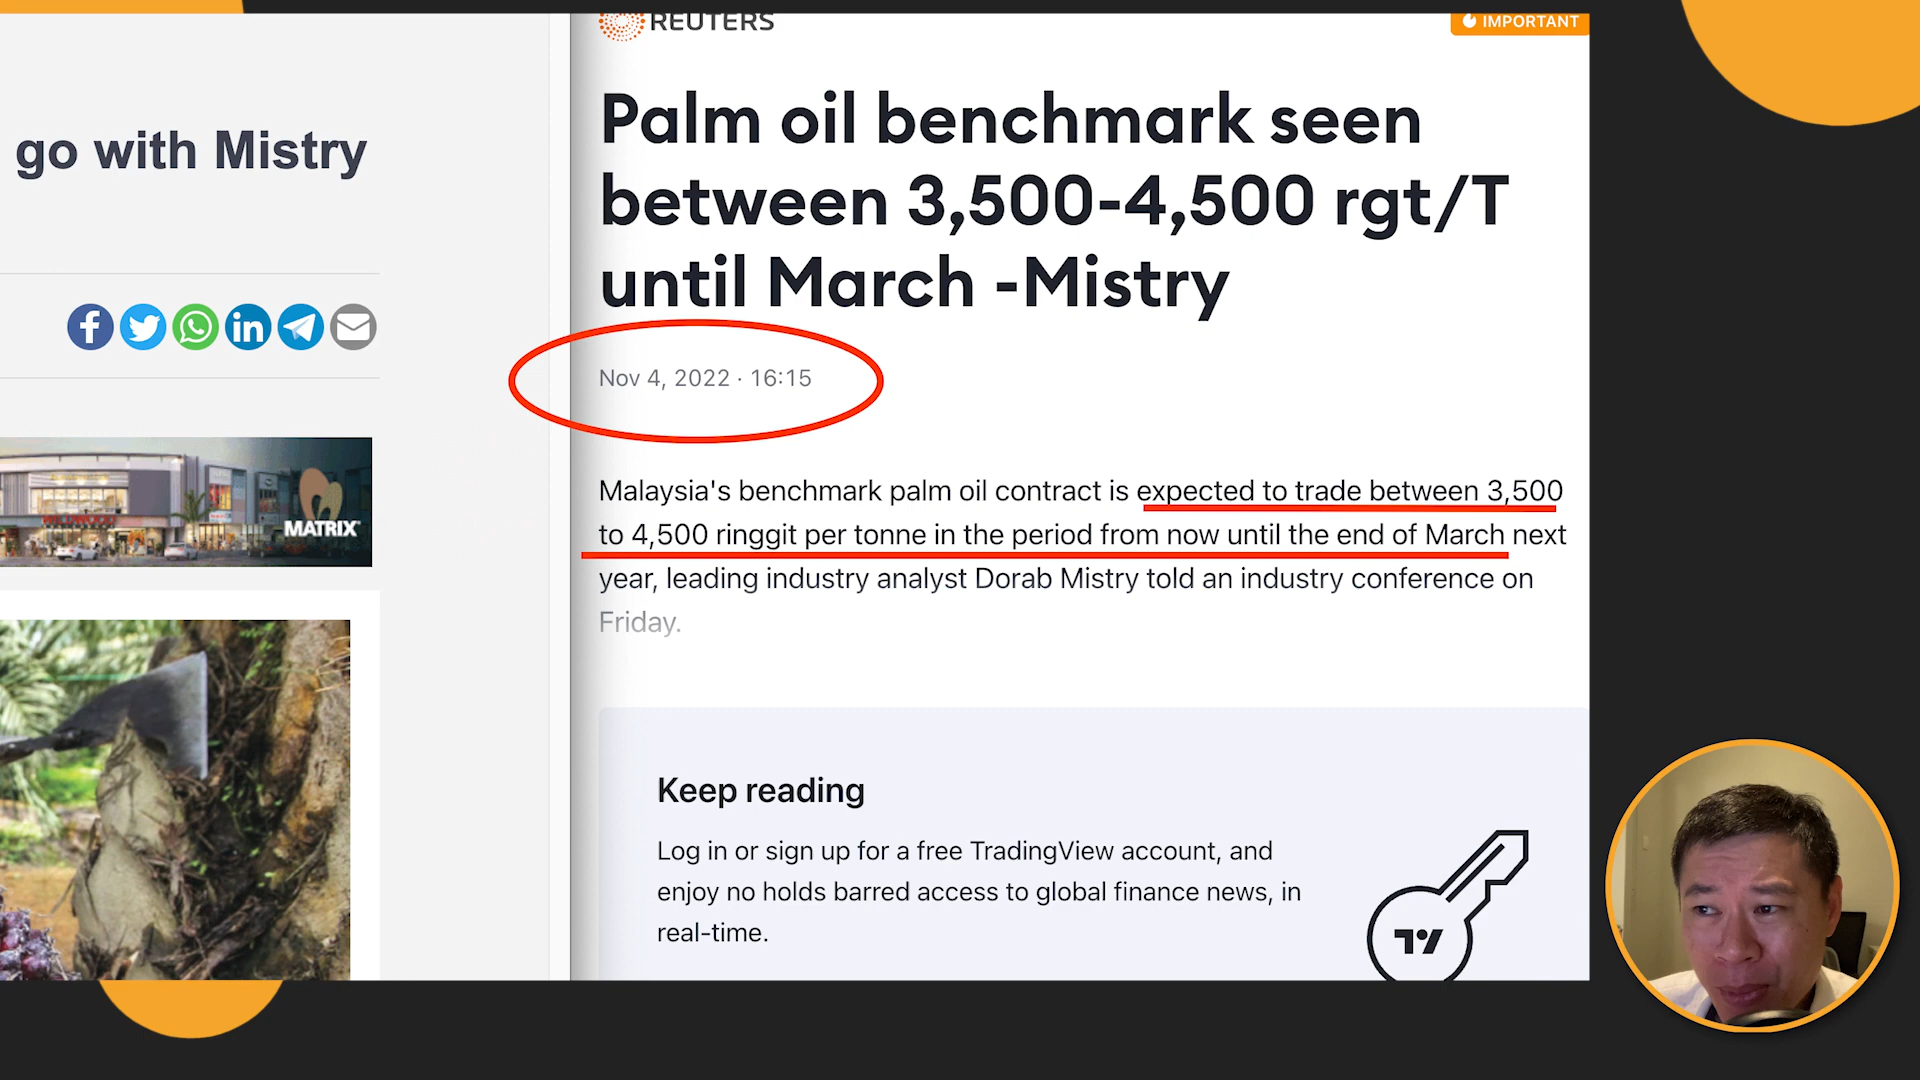 go with Mistry
MATRIX
REUTERS
IMPORTANT
Palm oil benchmark seen
between 3,500-4,500 rgt/T
until March -Mistry
Nov 4, 2022 · 16:15
Malaysia's benchmark palm oil contract is expected to trade between 3,500
to 4,500 ringgit per tonne in the period from now until the end of March next
year, leading industry analyst Dorab Mistry told an industry conference on
Friday.
Keep reading
Log in or sign up for a free TradingView account, and
enjoy no holds barred access to global finance news, in
real-time.